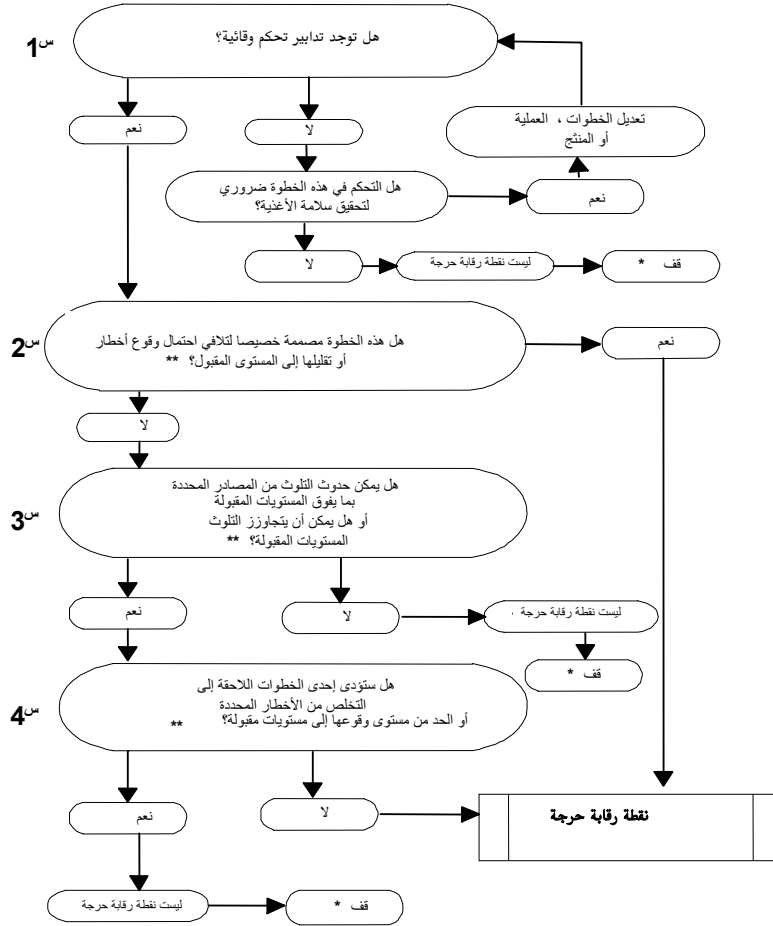 س1
هل توجد تدابير تحكم وقائية؟
نعم
لا
تعديل الخطوات ، العملية
أو المنتج
هل التحكم في هذه الخطوة ضروري
لتحقيق سلامة الأغذية؟
نعم
لا
ليست نقطة رقابة حرجة
قف *
س2
هل هذه الخطوة مصممة خصيصا لتلافي احتمال وقوع أخطار
أو تقليلها إلى المستوى المقبول؟ **
نعم
لا
س3
هل يمكن حدوث التلوث من المصادر المحددة
بما يفوق المستويات المقبولة
أو هل يمكن أن يتجاوزز التلوث
المستويات المقبولة؟ **
نعم
لا
ليست نقطة رقابة حرجة .
قف *
س4
هل ستؤدى إحدى الخطوات اللاحقة إلى
التخلص من الأخطار المحددة
أو الحد من مستوى وقوعها إلى مستويات مقبولة؟ **
نعم
لا
نقطة رقابة حرجة
ليست نقطة رقابة حرجة
قف *